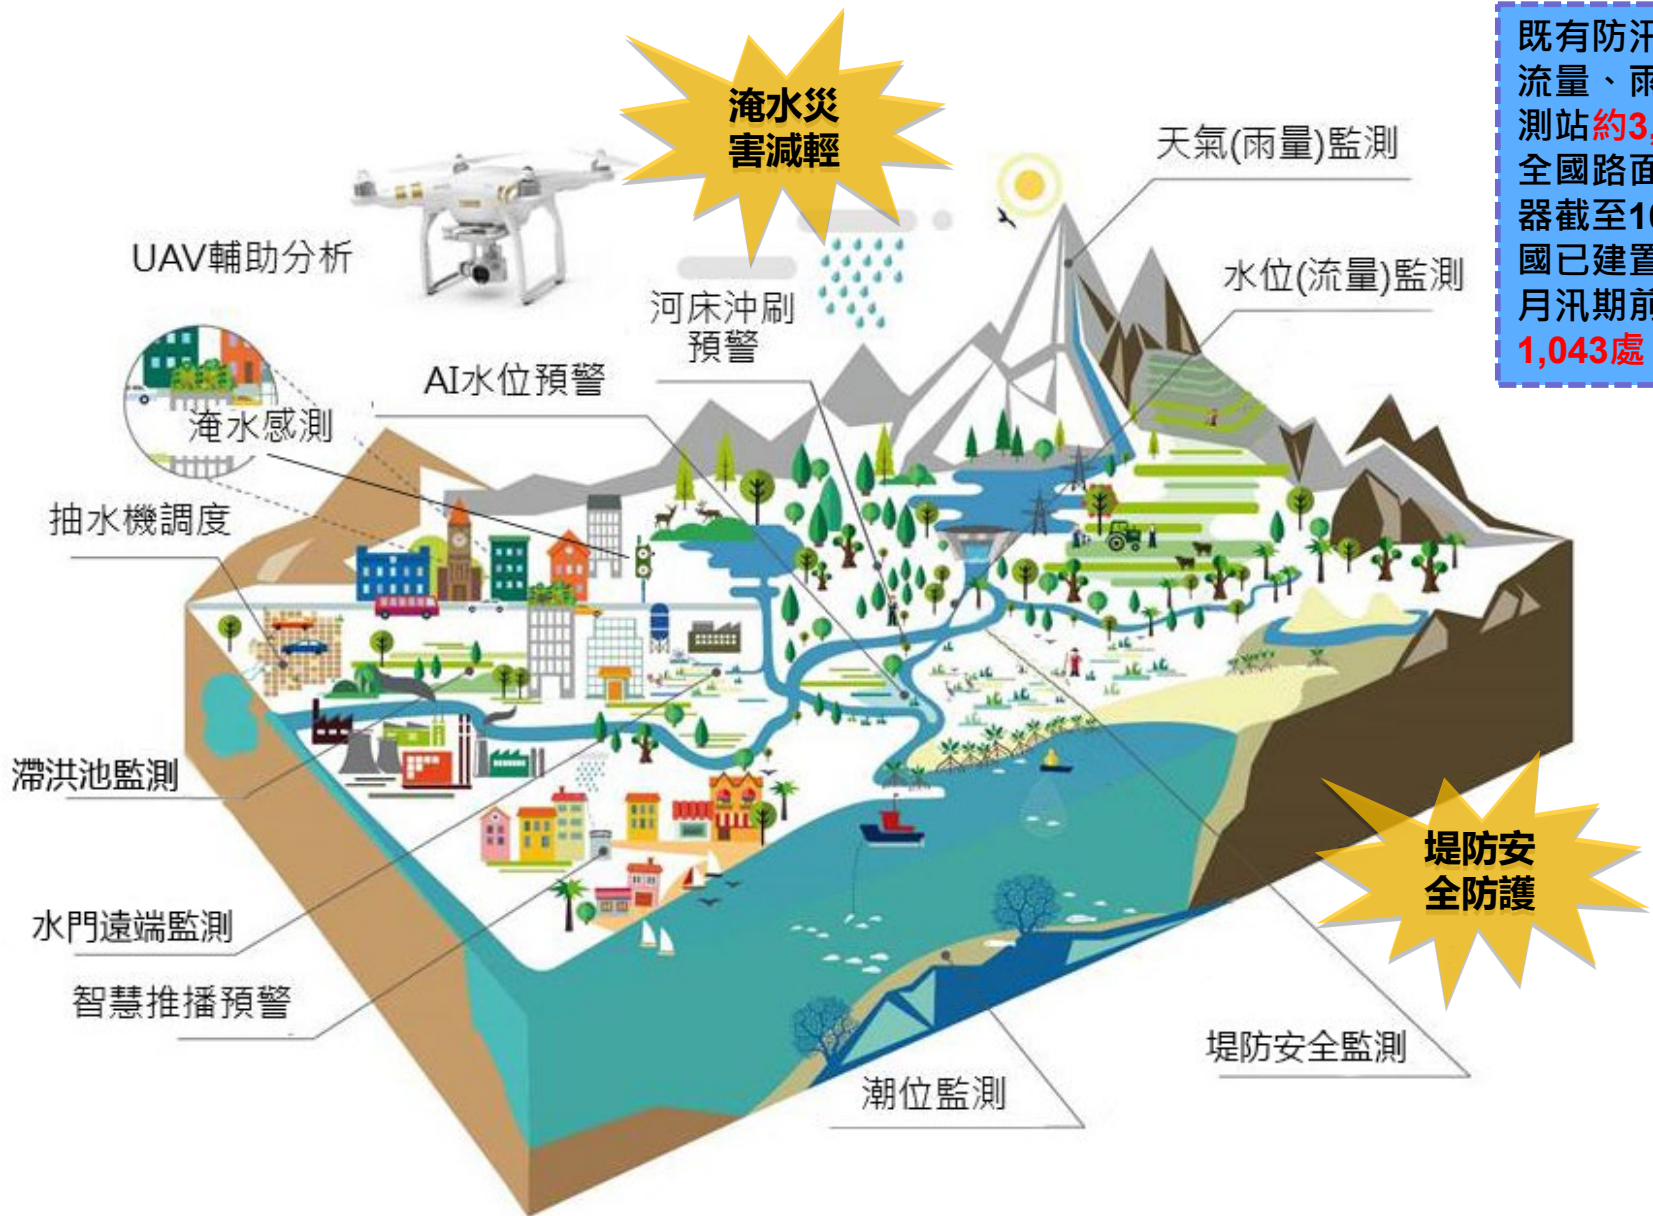 淹水災
害減輕
既有防汛
流量、雨
測站約3,
全國路面
器截至10
國已建置
月汛期前
1,043處
天氣(雨量)監測
UAV輔助分析
水位(流量)監測
河床沖刷
預警
AI水位預警
淹水感測
抽水機調度
滯洪池監測
堤防安
全防護
水門遠端監測
智慧推播預警
堤防安全監測
潮位監測